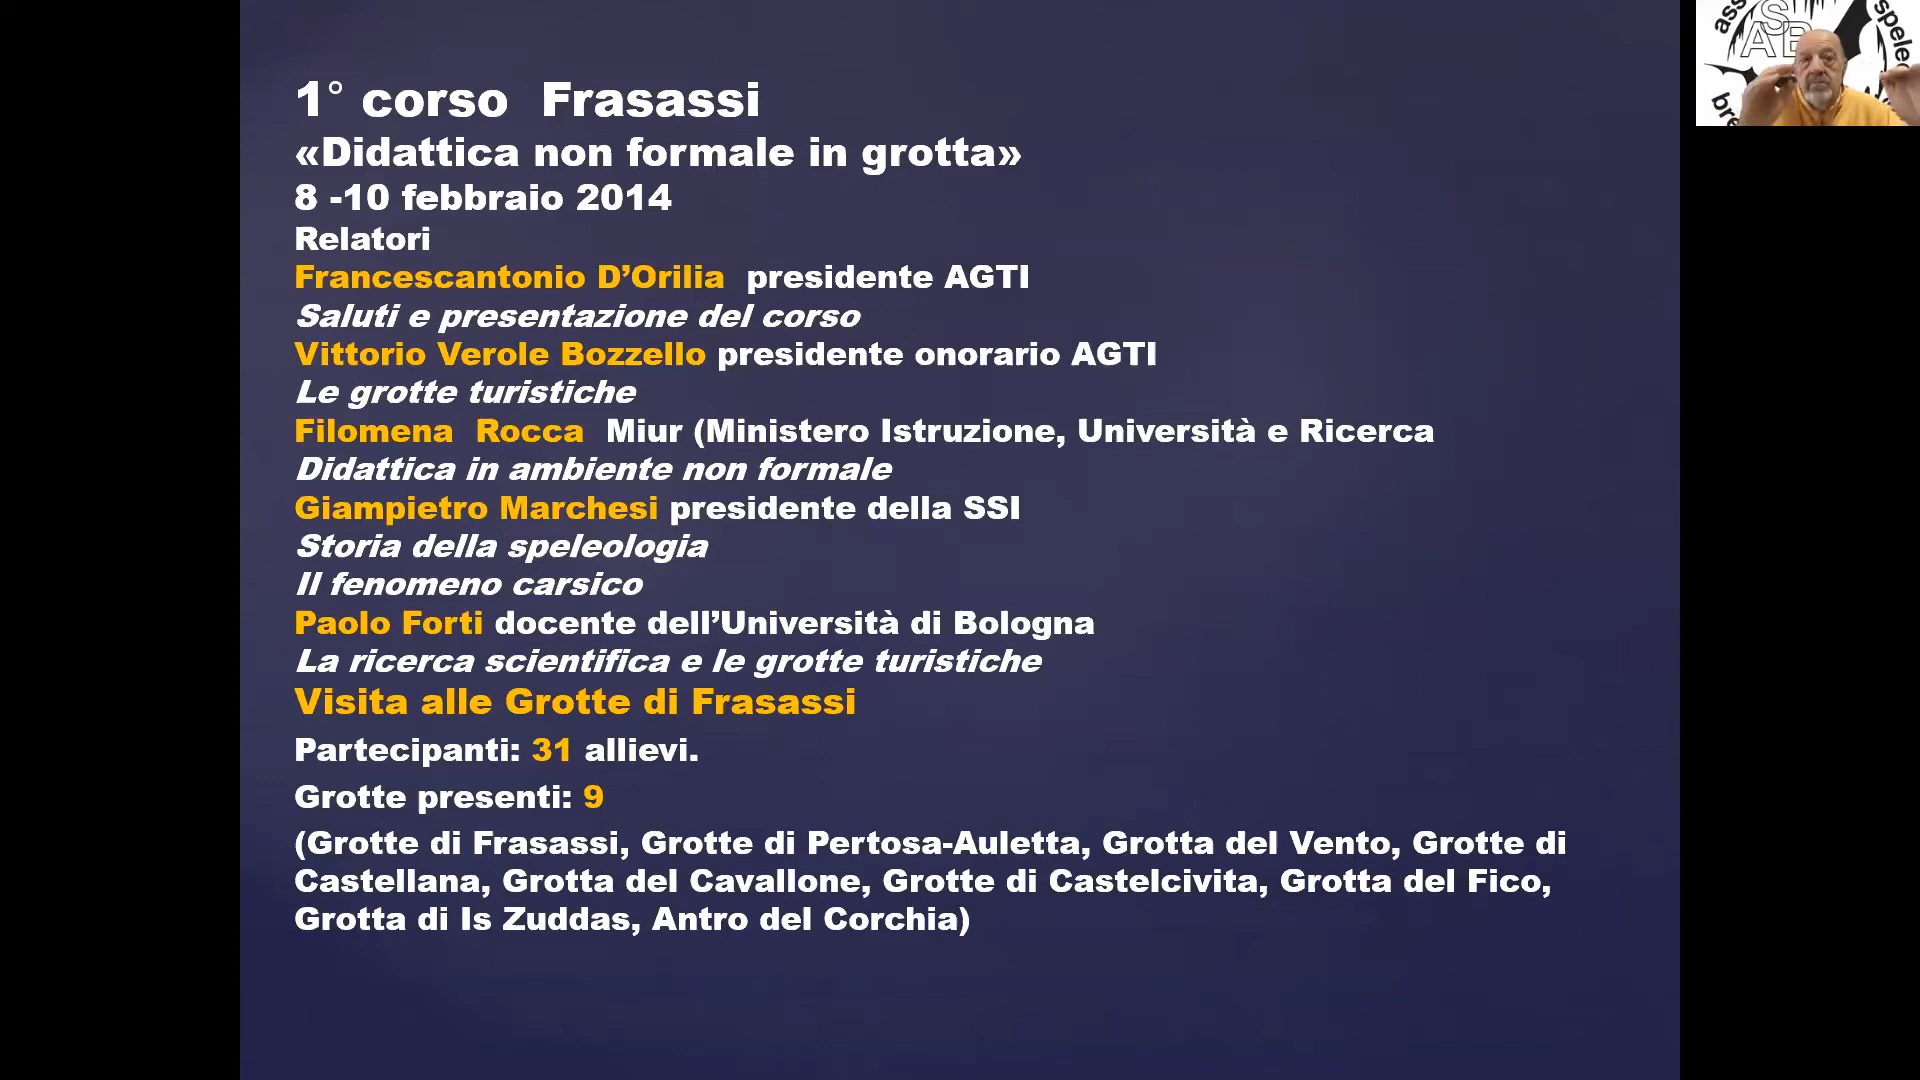 1° corso Frasassi
«Didattica non formale in grotta»
8 -10 febbraio 2014
Relatori
Francescantonio D’Orilia presidente AGTI
Saluti e presentazione del corso
Vittorio Verole Bozzello presidente onorario AGTI
Le grotte turistiche
Filomena Rocca Miur (Ministero Istruzione, Università e Ricerca
Didattica in ambiente non formale
Giampietro Marchesi presidente della SSI
Storia della speleologia
Il fenomeno carsico
Paolo Forti docente dell’Università di Bologna
La ricerca scientifica e le grotte turistiche
Visita alle Grotte di Frasassi
Partecipanti: 31 allievi.
Grotte presenti: 9
(Grotte di Frasassi, Grotte di Pertosa-Auletta, Grotta del Vento, Grotte di
Castellana, Grotta del Cavallone, Grotte di Castelcivita, Grotta del Fico,
Grotta di Is Zuddas, Antro del Corchia)